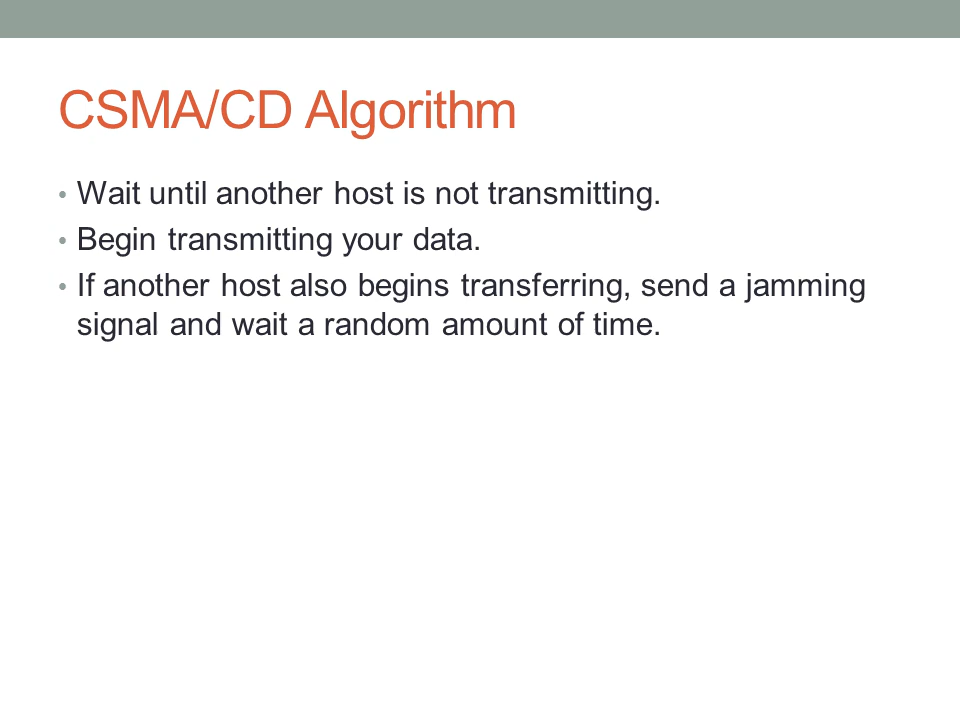 CSMA/CD Algorithm
• Wait until another host is not transmitting.
• Begin transmitting your data.
• If another host also begins transferring, send a jamming
signal and wait a random amount of time.